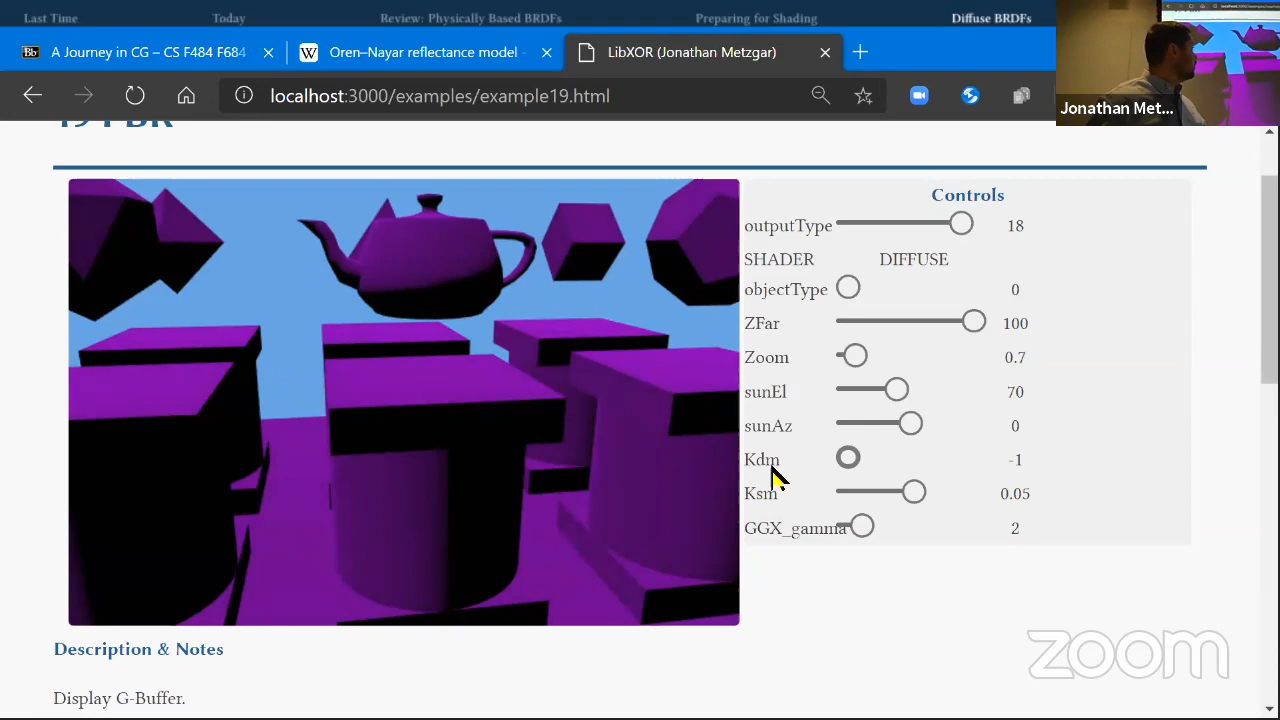 Last Time Today Review: Physically Based BRDFs Preparing for Shading Diffuse BRDFs
Bb A Journey in CG – CS F484 F684
W Oren–Nayar reflectance model -
LibXOR (Jonathan Metzgar)
localhost:3000/examples/example19.html
Jonathan Met...
19 PBR
Controls
outputType 18
SHADER DIFFUSE
objectType 0
ZFar 100
Zoom 0.7
sunEl 70
sunAz 0
Kdm -1
Ksm 0.05
GGX_gamma 2
Description & Notes
Display G-Buffer.
zoom